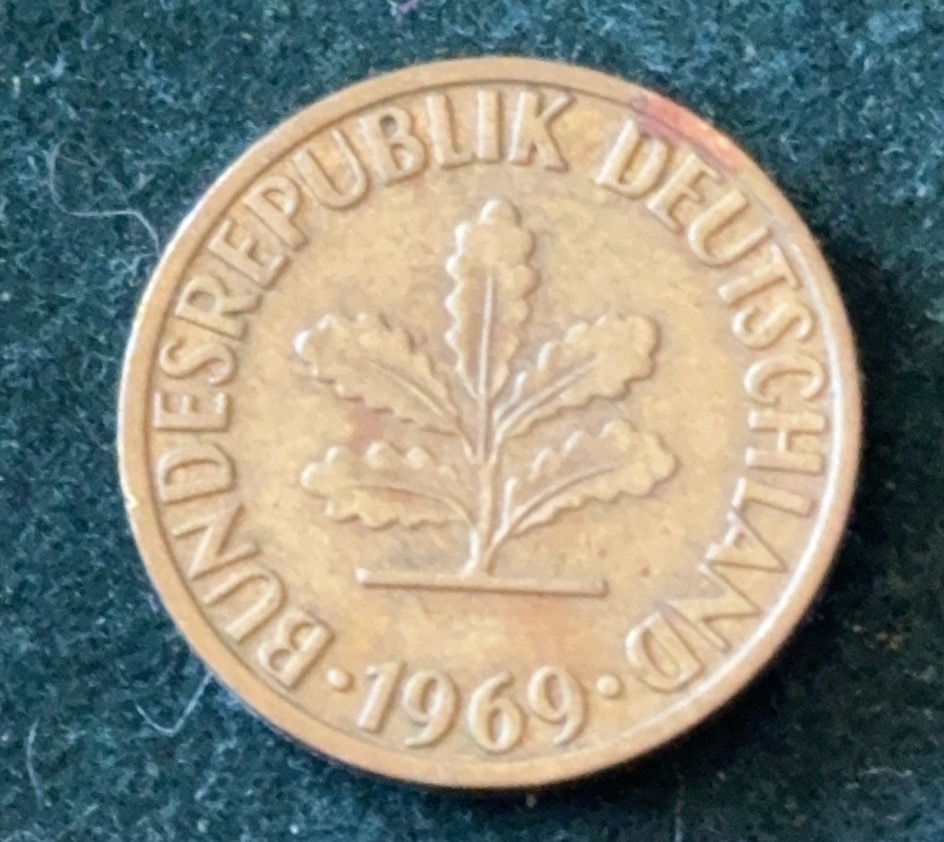 BUNDESREPUBLIK DEUTSCHLAND
· 1969 ·